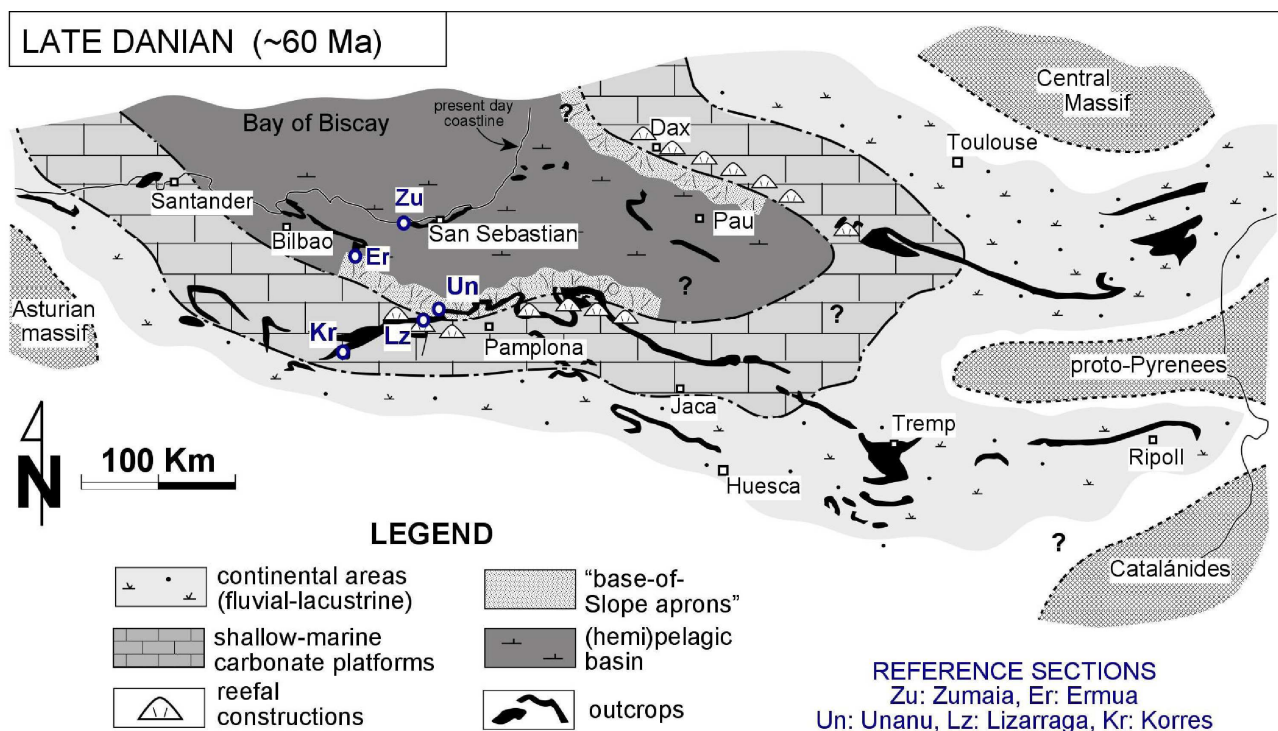 LATE DANIAN (~60 Ma)
Central
Massif
Bay of Biscay
present day
coastline
?
Dax
Toulouse
Santander
Zu
Pau
Bilbao
San Sebastian
Er
Un
?
?
Asturian
massif
Kr
Lz
Pamplona
proto-Pyrenees
Jaca
Tremp
Ripoll
N
100 Km
Huesca
?
Catalánides
LEGEND
continental areas
(fluvial-lacustrine)
shallow-marine
carbonate platforms
reefal
constructions
“base-of-
Slope aprons”
(hemi)pelagic
basin
outcrops
REFERENCE SECTIONS
Zu: Zumaia, Er: Ermua
Un: Unanu, Lz: Lizarraga, Kr: Korres